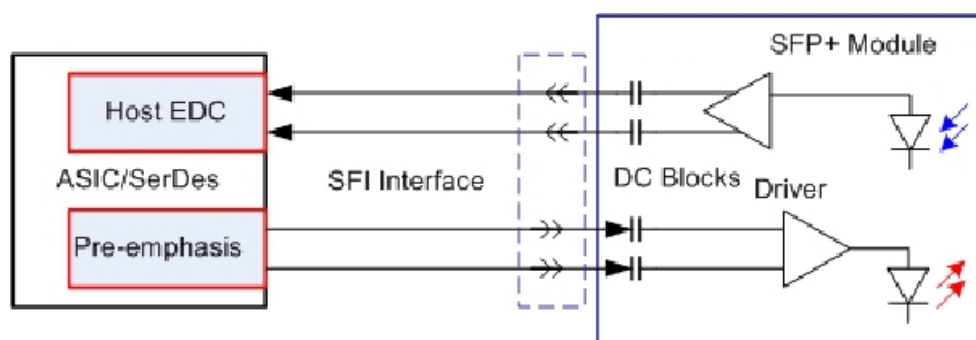 SFP+ Module
Host EDC
ASIC/SerDes
SFI Interface
DC Blocks
Driver
Pre-emphasis